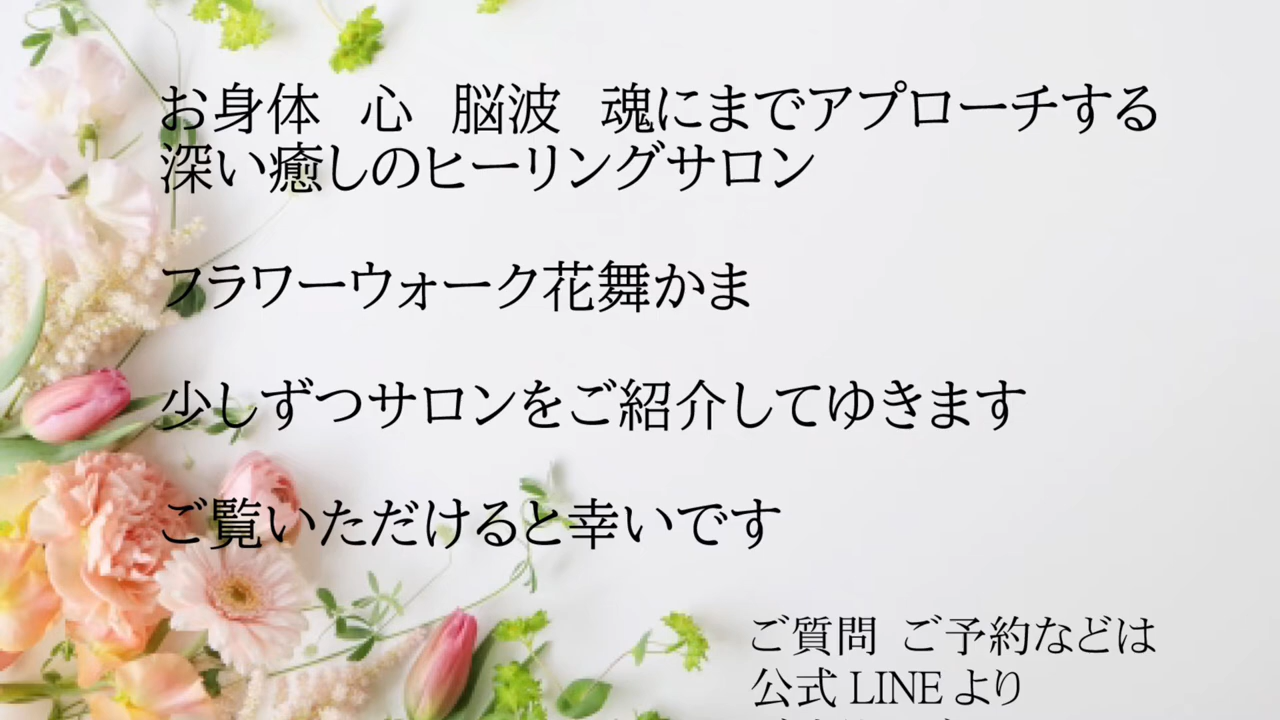 お身体　心　脳波　魂にまでアプローチする
深い癒しのヒーリングサロン
フラワーウォーク花舞かま
少しずつサロンをご紹介してゆきます
ご覧いただけると幸いです
ご質問 ご予約などは
公式 LINE より